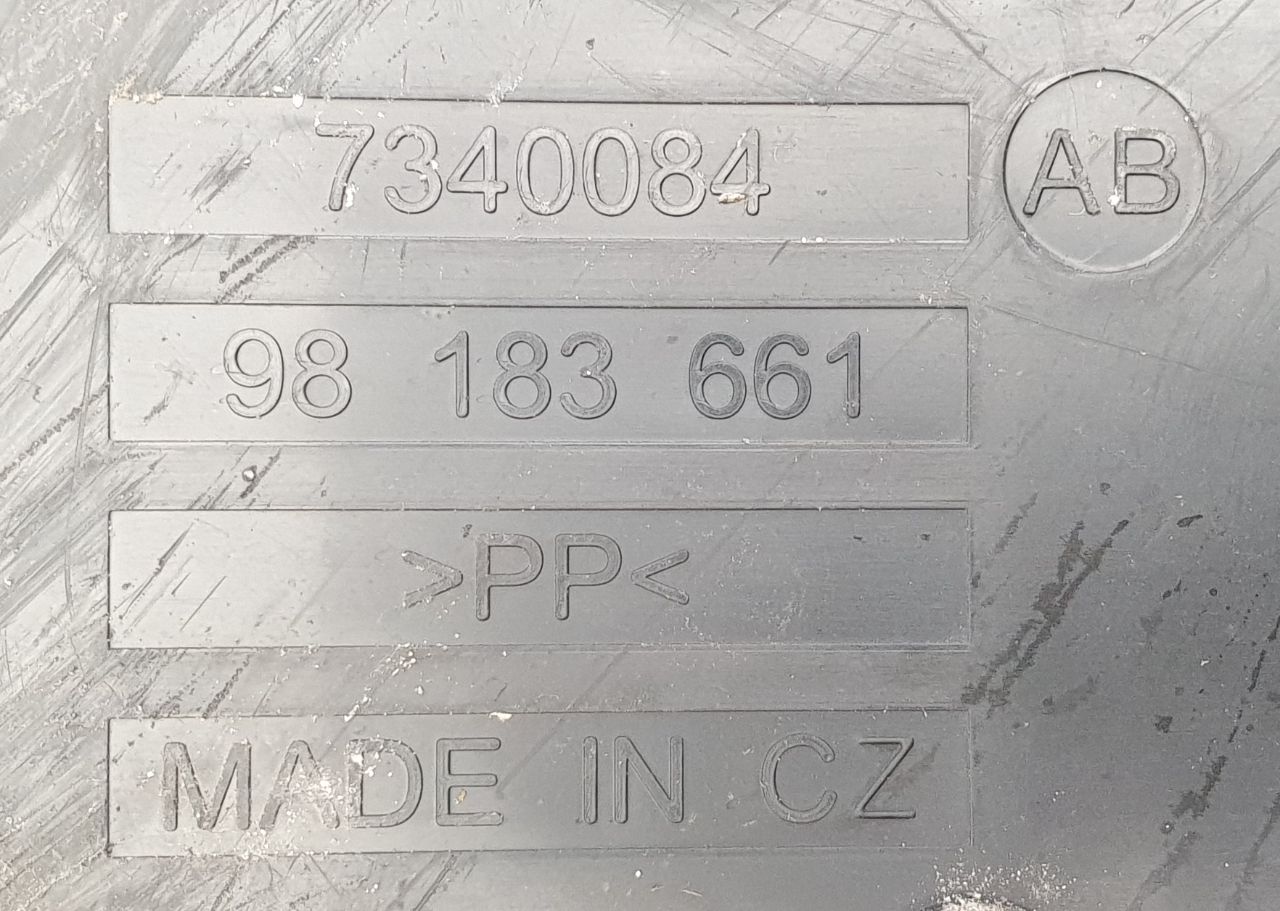 7340084 AB
98 183 661
>PP<
MADE IN CZ